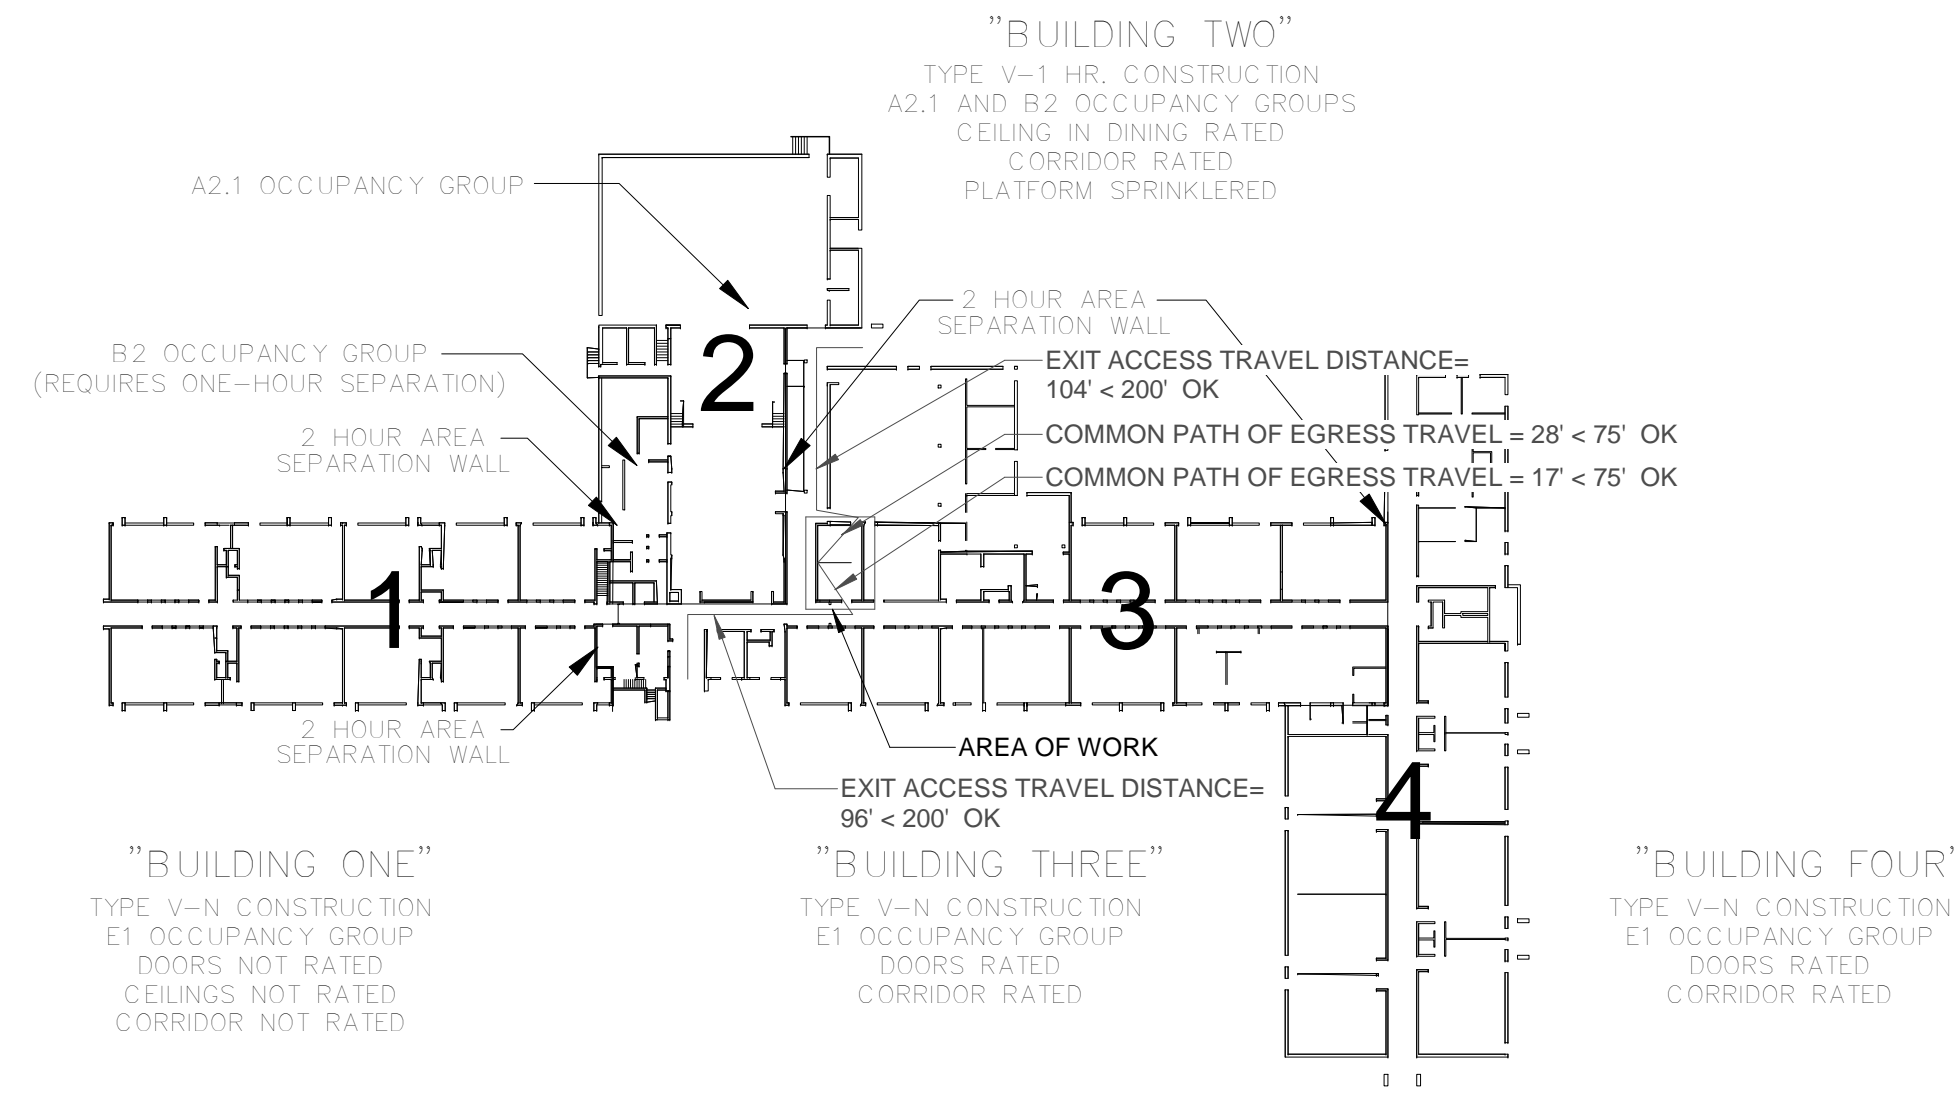 "BUILDING TWO"
TYPE V-1 HR. CONSTRUCTION
A2.1 AND B2 OCCUPANCY GROUPS
CEILING IN DINING RATED
CORRIDOR RATED
PLATFORM SPRINKLERED
A2.1 OCCUPANCY GROUP
2 HOUR AREA
SEPARATION WALL
B2 OCCUPANCY GROUP
(REQUIRES ONE-HOUR SEPARATION)
2
EXIT ACCESS TRAVEL DISTANCE=
104' < 200' OK
2 HOUR AREA
SEPARATION WALL
COMMON PATH OF EGRESS TRAVEL = 28' < 75' OK
COMMON PATH OF EGRESS TRAVEL = 17' < 75' OK
1
3
2 HOUR AREA
SEPARATION WALL
AREA OF WORK
EXIT ACCESS TRAVEL DISTANCE=
96' < 200' OK
4
"BUILDING ONE"
TYPE V-N CONSTRUCTION
E1 OCCUPANCY GROUP
DOORS NOT RATED
CEILINGS NOT RATED
CORRIDOR NOT RATED
"BUILDING THREE"
TYPE V-N CONSTRUCTION
E1 OCCUPANCY GROUP
DOORS RATED
CORRIDOR RATED
"BUILDING FOUR"
TYPE V-N CONSTRUCTION
E1 OCCUPANCY GROUP
DOORS RATED
CORRIDOR RATED